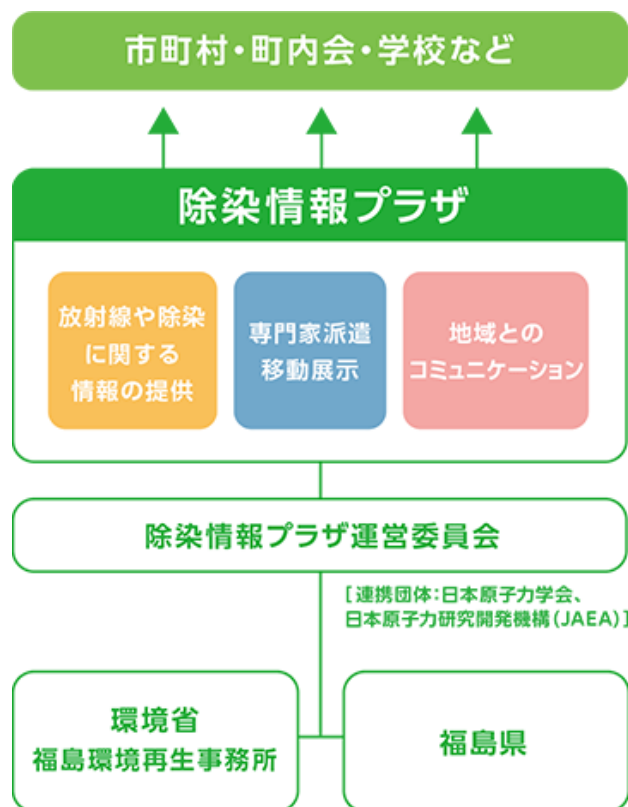 市町村・町内会・学校など
除染情報プラザ
放射線や除染
に関する
情報の提供
専門家派遣
移動展示
地域との
コミュニケーション
除染情報プラザ運営委員会
[連携団体:日本原子力学会、
日本原子力研究開発機構(JAEA)]
環境省
福島環境再生事務所
福島県